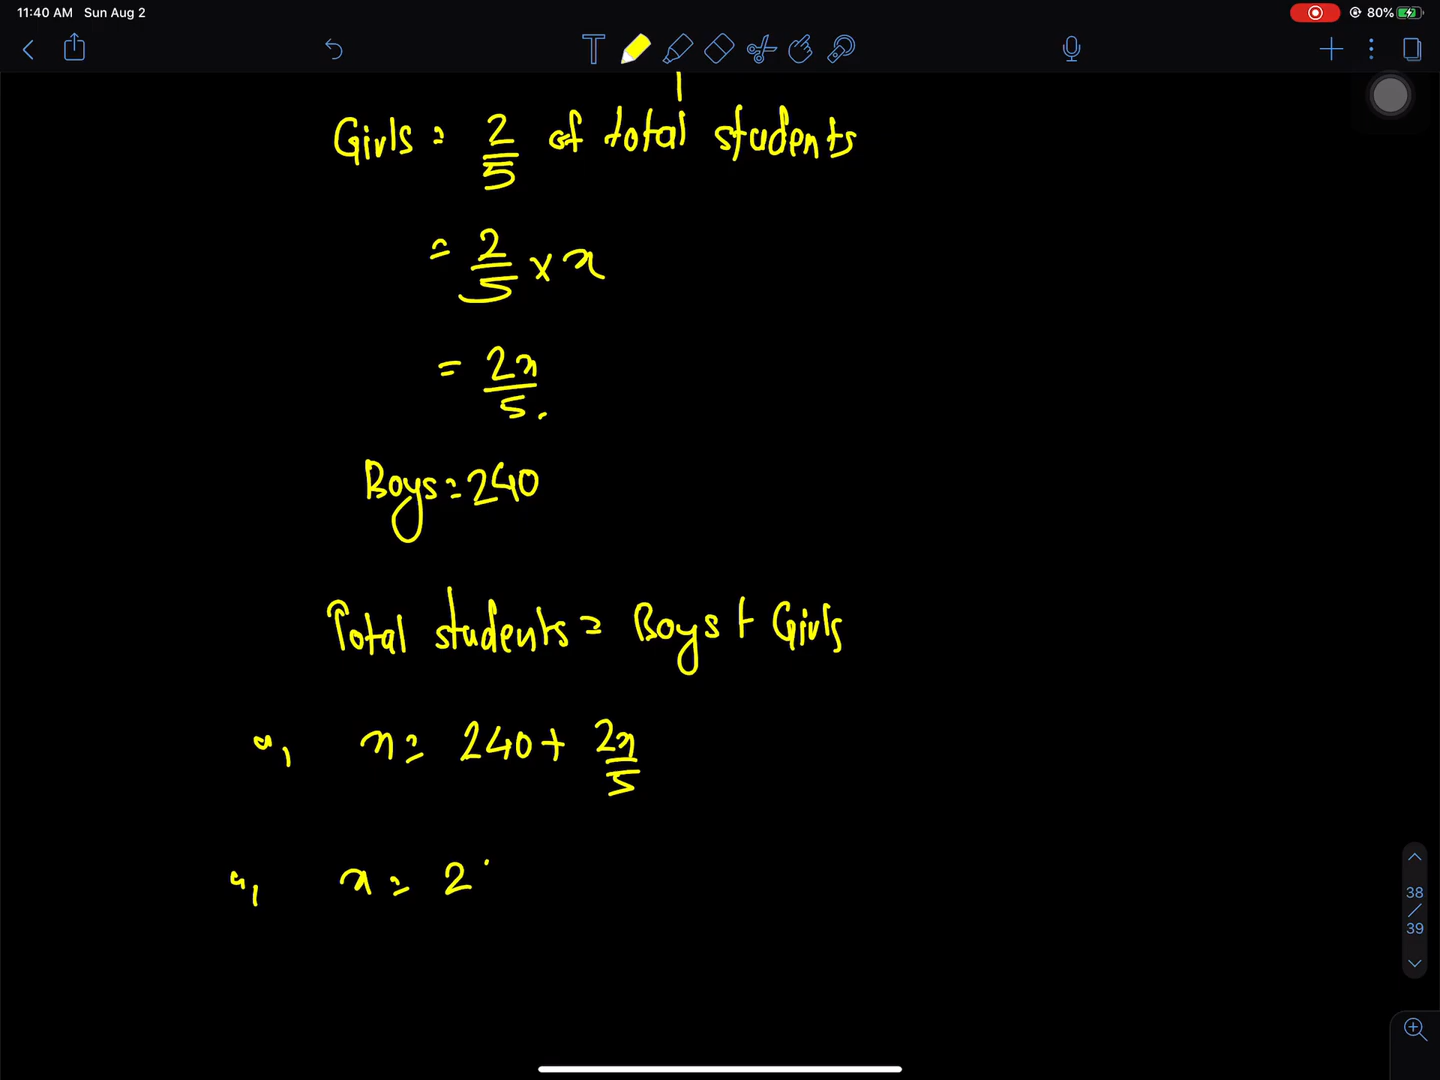 11:40 AM Sun Aug 2
80%
Girls = 2/5 of total students
= 2/5 × x
= 2x/5.
Boys = 240
Total students = Boys + Girls
x = 240 + 2x/5
x = 2
38
/
39